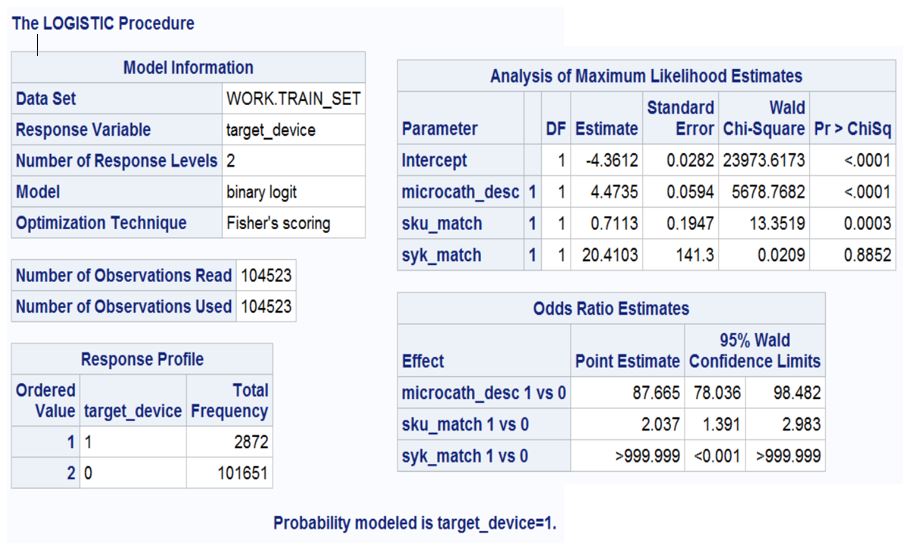 The LOGISTIC Procedure
Model Information
Data Set WORK.TRAIN_SET
Response Variable target_device
Number of Response Levels 2
Model binary logit
Optimization Technique Fisher's scoring
Number of Observations Read 104523
Number of Observations Used 104523
Response Profile
Ordered Total
Value target_device Frequency
1 1 2872
2 0 101651
Analysis of Maximum Likelihood Estimates
Standard Wald
Parameter DF Estimate Error Chi-Square Pr > ChiSq
Intercept 1 -4.3612 0.0282 23973.6173 <.0001
microcath_desc 1 1 4.4735 0.0594 5678.7682 <.0001
sku_match 1 1 0.7113 0.1947 13.3519 0.0003
syk_match 1 1 20.4103 141.3 0.0209 0.8852
Odds Ratio Estimates
95% Wald
Effect Point Estimate Confidence Limits
microcath_desc 1 vs 0 87.665 78.036 98.482
sku_match 1 vs 0 2.037 1.391 2.983
syk_match 1 vs 0 >999.999 <0.001 >999.999
Probability modeled is target_device=1.